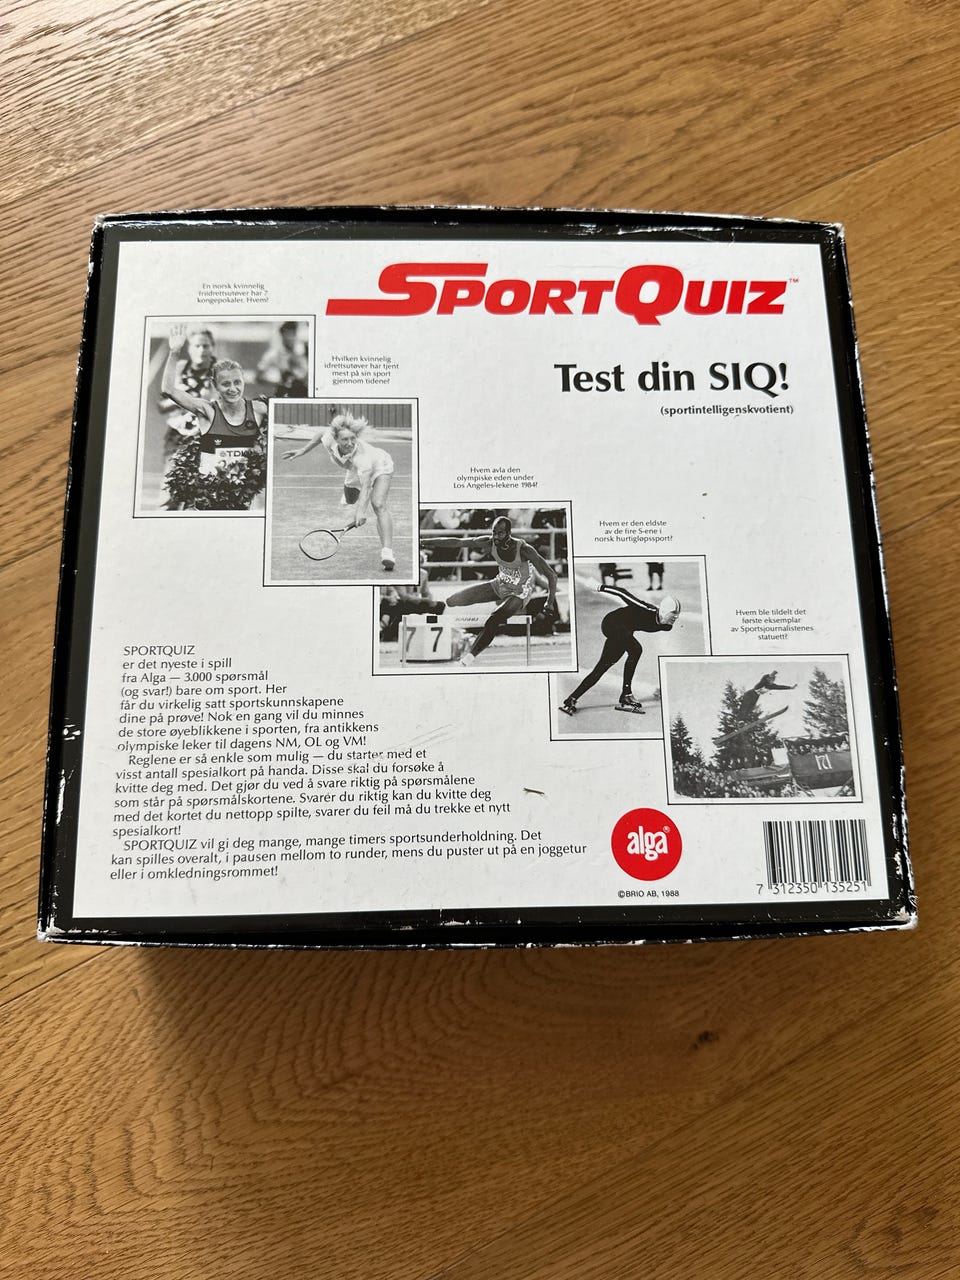 SPORTQUIZ™
Test din SIQ!
(sportintelligenskvotient)
En norsk kvinnelig
friidrettsutøver har 7
kongepokaler. Hvem?
TDK
Hvilken kvinnelig
idrettsutøver har tjent
mest på sin sport
gjennom tidene?
Hvem avla den
olympiske eden under
Los Angeles-lekene 1984?
77
Hvem er den eldste
av de fire S-ene i
norsk hurtigløpssport?
Hvem ble tildelt det
første eksemplar
av Sportsjournalistenes
statuett?
SPORTQUIZ
er det nyeste i spill
fra Alga — 3.000 spørsmål
(og svar!) bare om sport. Her
får du virkelig satt sportskunnskapene
dine på prøve! Nok en gang vil du minnes
de store øyeblikkene i sporten, fra antikkens
olympiske leker til dagens NM, OL og VM!
Reglene er så enkle som mulig — du starter med et
visst antall spesialkort på handa. Disse skal du forsøke å
kvitte deg med. Det gjør du ved å svare riktig på spørsmålene
som står på spørsmålskortene. Svarer du riktig kan du kvitte deg
med det kortet du nettopp spilte, svarer du feil må du trekke et nytt
spesialkort!
SPORTQUIZ vil gi deg mange, mange timers sportsunderholdning. Det
kan spilles overalt, i pausen mellom to runder, mens du puster ut på en joggetur
eller i omkledningsrommet!
alga®
©BRIO AB, 1988
7 312350 135251